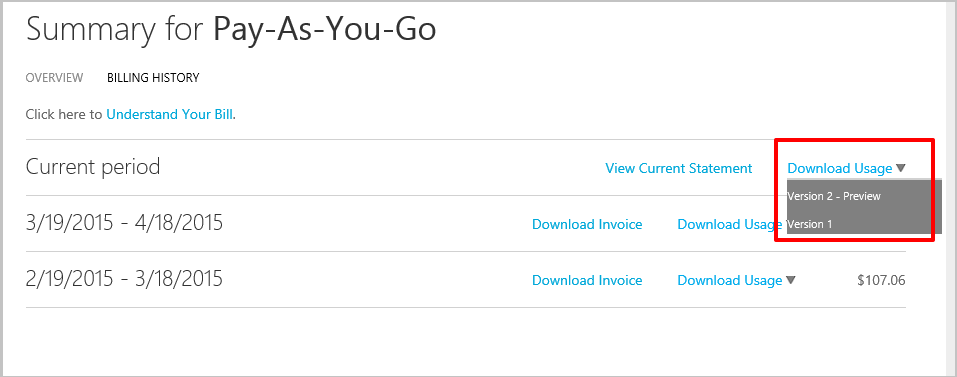 Summary for Pay-As-You-Go
OVERVIEW BILLING HISTORY
Click here to Understand Your Bill.
Current period View Current Statement Download Usage
Version 2 - Preview
3/19/2015 - 4/18/2015 Download Invoice Download Usage
Version 1
2/19/2015 - 3/18/2015 Download Invoice Download Usage $107.06